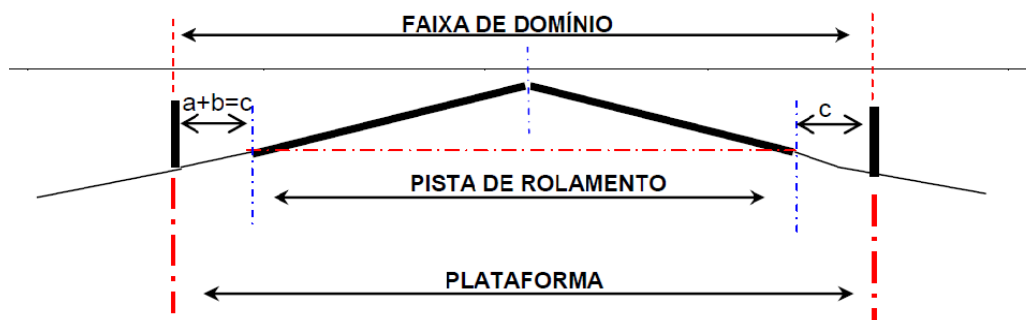 FAIXA DE DOMÍNIO
a+b=c
c
PISTA DE ROLAMENTO
PLATAFORMA